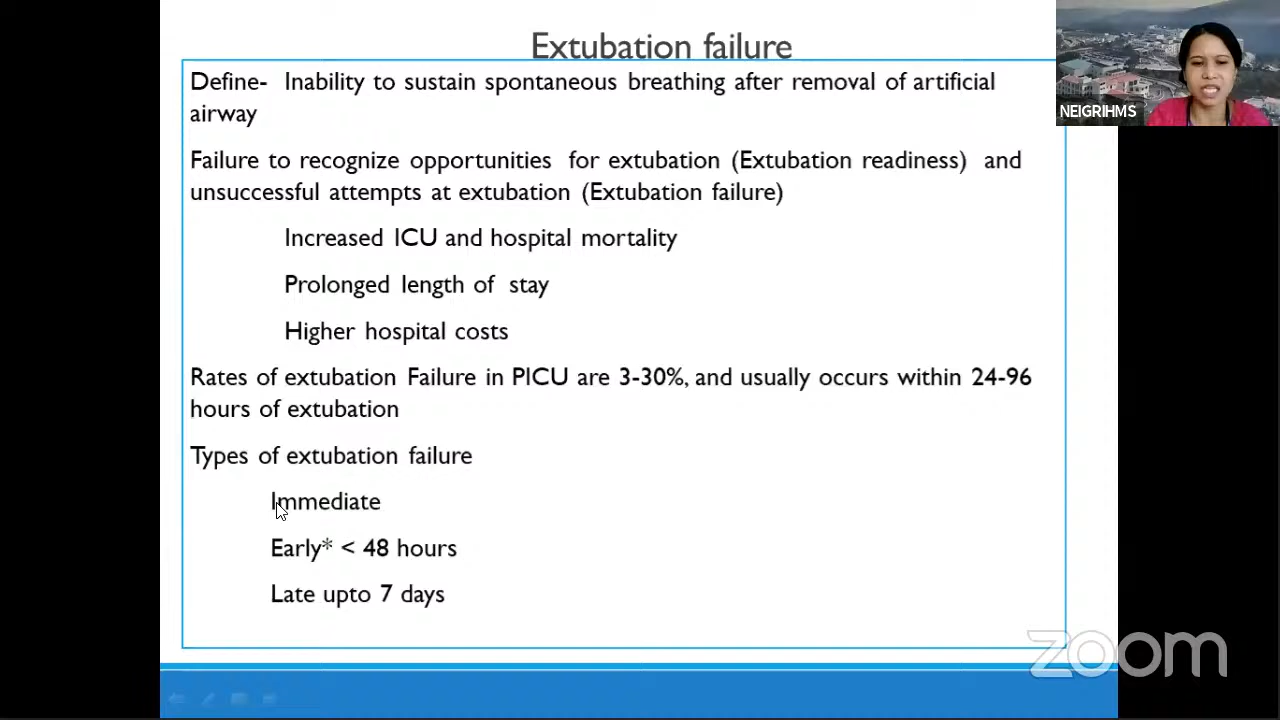 Extubation failure
Define- Inability to sustain spontaneous breathing after removal of artificial
airway
Failure to recognize opportunities for extubation (Extubation readiness) and
unsuccessful attempts at extubation (Extubation failure)
Increased ICU and hospital mortality
Prolonged length of stay
Higher hospital costs
Rates of extubation Failure in PICU are 3-30%, and usually occurs within 24-96
hours of extubation
Types of extubation failure
Immediate
Early* < 48 hours
Late upto 7 days
NEIGRIHMS
zoom